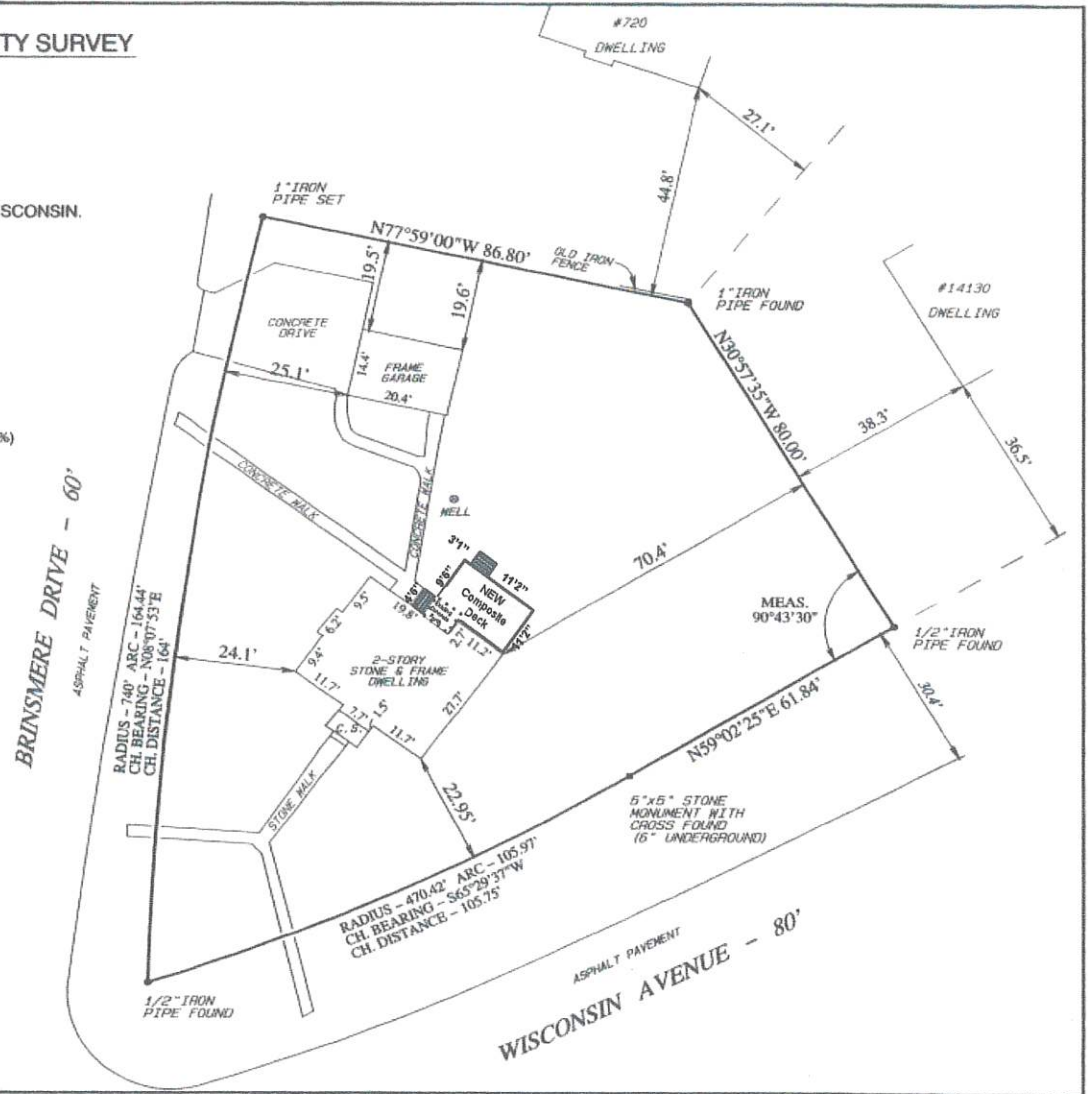 TY SURVEY
#720
DWELLING
27.1'
44.8'
1"IRON
PIPE SET
SCONSIN.
N77°59'00"W 86.80'
OLD IRON
FENCE
19.5'
19.6'
1"IRON
PIPE FOUND
#14130
DWELLING
CONCRETE
DRIVE
25.1'
14.4'
FRAME
GARAGE
20.4'
N30°57'35"W 80.00'
38.3'
36.5'
%)
CONCRETE WALK
CONCRETE WALK
WELL
BRINSMERE DRIVE - 60'
ASPHALT PAVEMENT
RADIUS - 740' ARC - 164.44'
CH. BEARING - N08°07'53"E
CH. DISTANCE - 164'
3'1"
11'2"
9'6"
4'6"
NEW
Composite
Deck
11'2"
70.4'
MEAS.
90°43'30"
1/2"IRON
PIPE FOUND
9.5'
19.8'
6.2'
2.7'
11.2'
9.4'
2-STORY
STONE & FRAME
DWELLING
24.1'
11.7'
7.7'
1.5'
C. S.
11.7'
27.7'
30.4'
N59°02'25"E 61.84'
STONE WALK
22.95'
6"x6" STONE
MONUMENT WITH
CROSS FOUND
(6" UNDERGROUND)
RADIUS - 470.42' ARC - 105.97'
CH. BEARING - S65°29'37"W
CH. DISTANCE - 105.75'
1/2"IRON
PIPE FOUND
ASPHALT PAVEMENT
WISCONSIN AVENUE - 80'